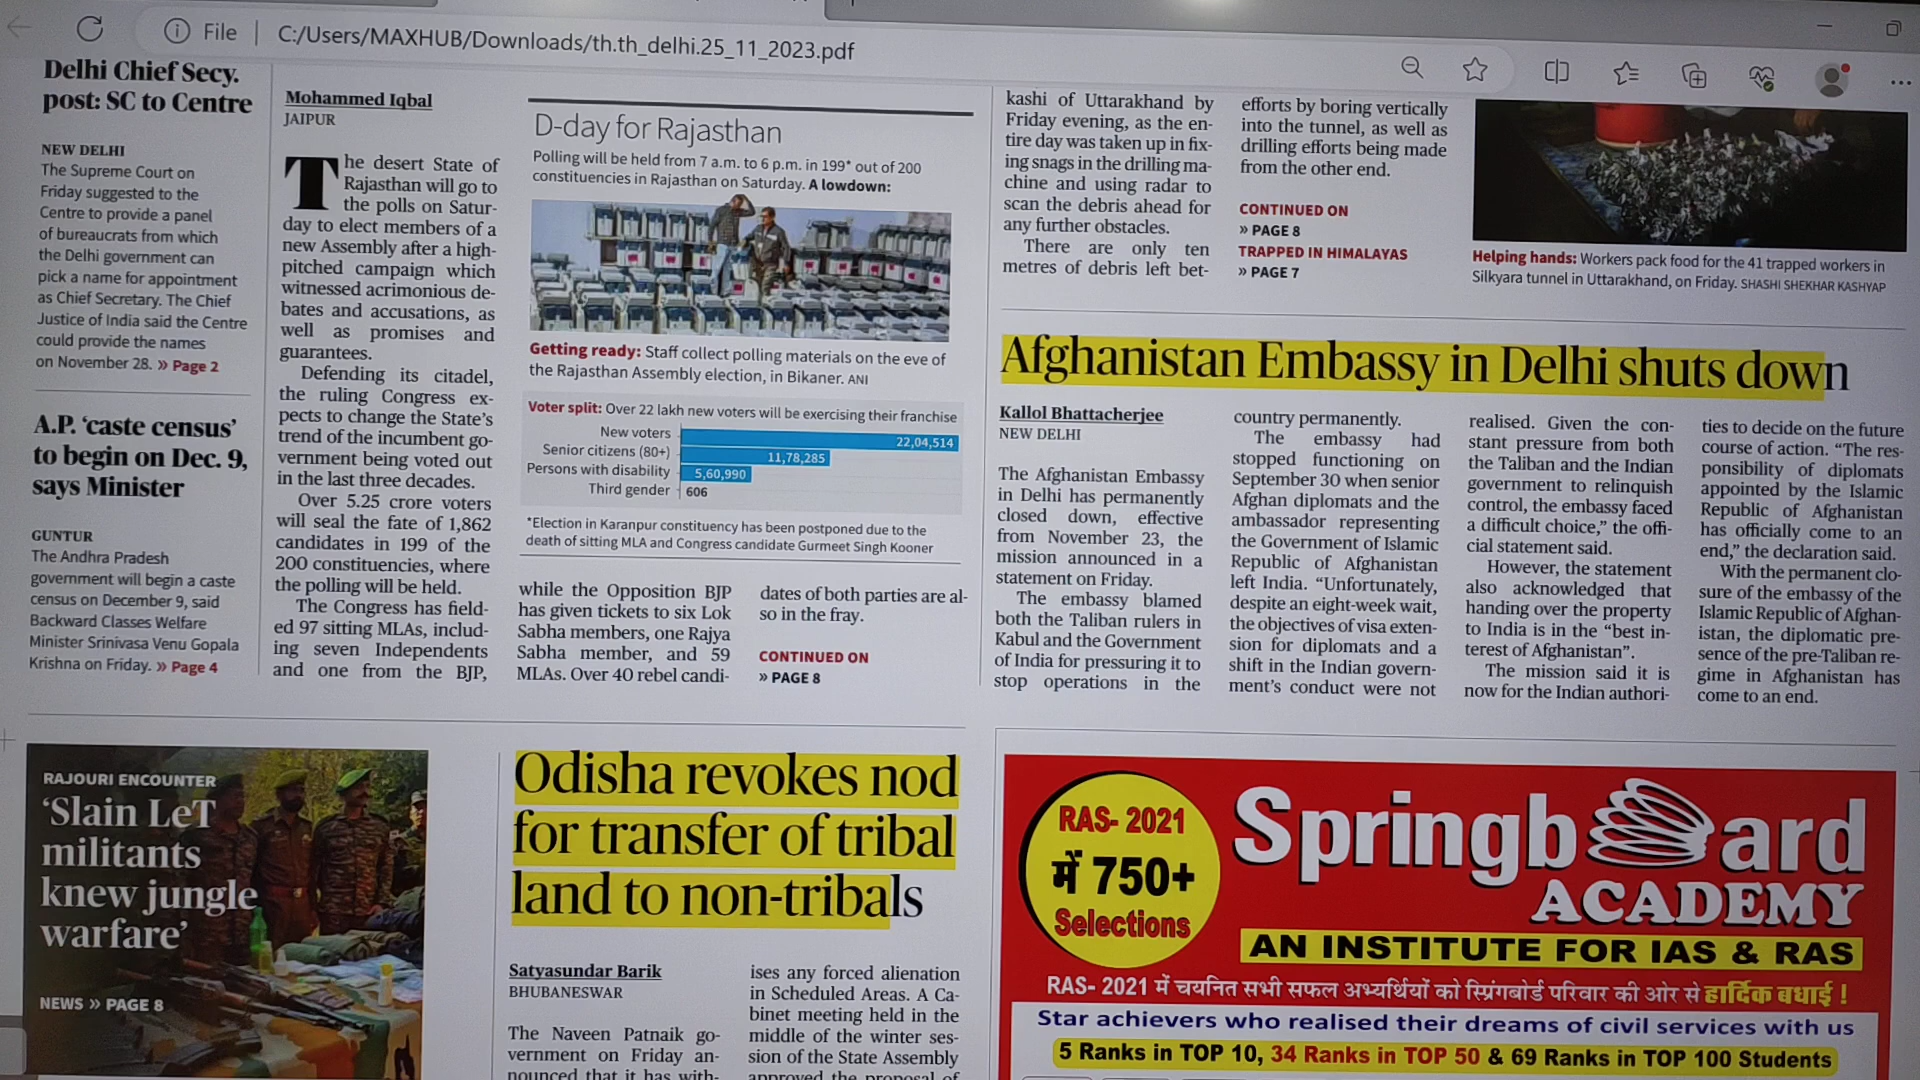 File
C:/Users/MAXHUB/Downloads/th.th_delhi.25_11_2023.pdf
Delhi Chief Secy.
post: SC to Centre
NEW DELHI
The Supreme Court on
Friday suggested to the
Centre to provide a panel
of bureaucrats from which
the Delhi government can
pick a name for appointment
as Chief Secretary. The Chief
Justice of India said the Centre
could provide the names
on November 28. » Page 2
A.P. ‘caste census’
to begin on Dec. 9,
says Minister
GUNTUR
The Andhra Pradesh
government will begin a caste
census on December 9, said
Backward Classes Welfare
Minister Srinivasa Venu Gopala
Krishna on Friday. » Page 4
Mohammed Iqbal
JAIPUR
The desert State of
Rajasthan will go to
the polls on Satur-
day to elect members of a
new Assembly after a high-
pitched campaign which
witnessed acrimonious de-
bates and accusations, as
well as promises and
guarantees.
Defending its citadel,
the ruling Congress ex-
pects to change the State’s
trend of the incumbent go-
vernment being voted out
in the last three decades.
Over 5.25 crore voters
will seal the fate of 1,862
candidates in 199 of the
200 constituencies, where
the polling will be held.
The Congress has field-
ed 97 sitting MLAs, includ-
ing seven Independents
and one from the BJP,
D-day for Rajasthan
Polling will be held from 7 a.m. to 6 p.m. in 199* out of 200
constituencies in Rajasthan on Saturday. A lowdown:
Getting ready: Staff collect polling materials on the eve of
the Rajasthan Assembly election, in Bikaner. ANI
Voter split: Over 22 lakh new voters will be exercising their franchise
New voters 22,04,514
Senior citizens (80+) 11,78,285
Persons with disability 5,60,990
Third gender 606
*Election in Karanpur constituency has been postponed due to the
death of sitting MLA and Congress candidate Gurmeet Singh Kooner
while the Opposition BJP
has given tickets to six Lok
Sabha members, one Rajya
Sabha member, and 59
MLAs. Over 40 rebel candi-
dates of both parties are al-
so in the fray.
CONTINUED ON
» PAGE 8
kashi of Uttarakhand by
Friday evening, as the en-
tire day was taken up in fix-
ing snags in the drilling ma-
chine and using radar to
scan the debris ahead for
any further obstacles.
There are only ten
metres of debris left bet-
efforts by boring vertically
into the tunnel, as well as
drilling efforts being made
from the other end.
CONTINUED ON
» PAGE 8
TRAPPED IN HIMALAYAS
» PAGE 7
Helping hands: Workers pack food for the 41 trapped workers in
Silkyara tunnel in Uttarakhand, on Friday. SHASHI SHEKHAR KASHYAP
Afghanistan Embassy in Delhi shuts down
Kallol Bhattacherjee
NEW DELHI
The Afghanistan Embassy
in Delhi has permanently
closed down, effective
from November 23, the
mission announced in a
statement on Friday.
The embassy blamed
both the Taliban rulers in
Kabul and the Government
of India for pressuring it to
stop operations in the
country permanently.
The embassy had
stopped functioning on
September 30 when senior
Afghan diplomats and the
ambassador representing
the Government of Islamic
Republic of Afghanistan
left India. “Unfortunately,
despite an eight-week wait,
the objectives of visa exten-
sion for diplomats and a
shift in the Indian govern-
ment’s conduct were not
realised. Given the con-
stant pressure from both
the Taliban and the Indian
government to relinquish
control, the embassy faced
a difficult choice,” the offi-
cial statement said.
However, the statement
also acknowledged that
handing over the property
to India is in the “best in-
terest of Afghanistan”.
The mission said it is
now for the Indian authori-
ties to decide on the future
course of action. “The res-
ponsibility of diplomats
appointed by the Islamic
Republic of Afghanistan
has officially come to an
end,” the declaration said.
With the permanent clo-
sure of the embassy of the
Islamic Republic of Afghan-
istan, the diplomatic pre-
sence of the pre-Taliban re-
gime in Afghanistan has
come to an end.
RAJOURI ENCOUNTER
‘Slain LeT
militants
knew jungle
warfare’
NEWS » PAGE 8
Odisha revokes nod
for transfer of tribal
land to non-tribals
Satyasundar Barik
BHUBANESWAR
The Naveen Patnaik go-
vernment on Friday an-
nounced that it has with-
ises any forced alienation
in Scheduled Areas. A Ca-
binet meeting held in the
middle of the winter ses-
sion of the State Assembly
approved the proposal of
RAS- 2021
में 750+
Selections
Springboard
ACADEMY
AN INSTITUTE FOR IAS & RAS
RAS- 2021 में चयनित सभी सफल अभ्यर्थियों को स्प्रिंगबोर्ड परिवार की ओर से हार्दिक बधाई !
Star achievers who realised their dreams of civil services with us
5 Ranks in TOP 10, 34 Ranks in TOP 50 & 69 Ranks in TOP 100 Students